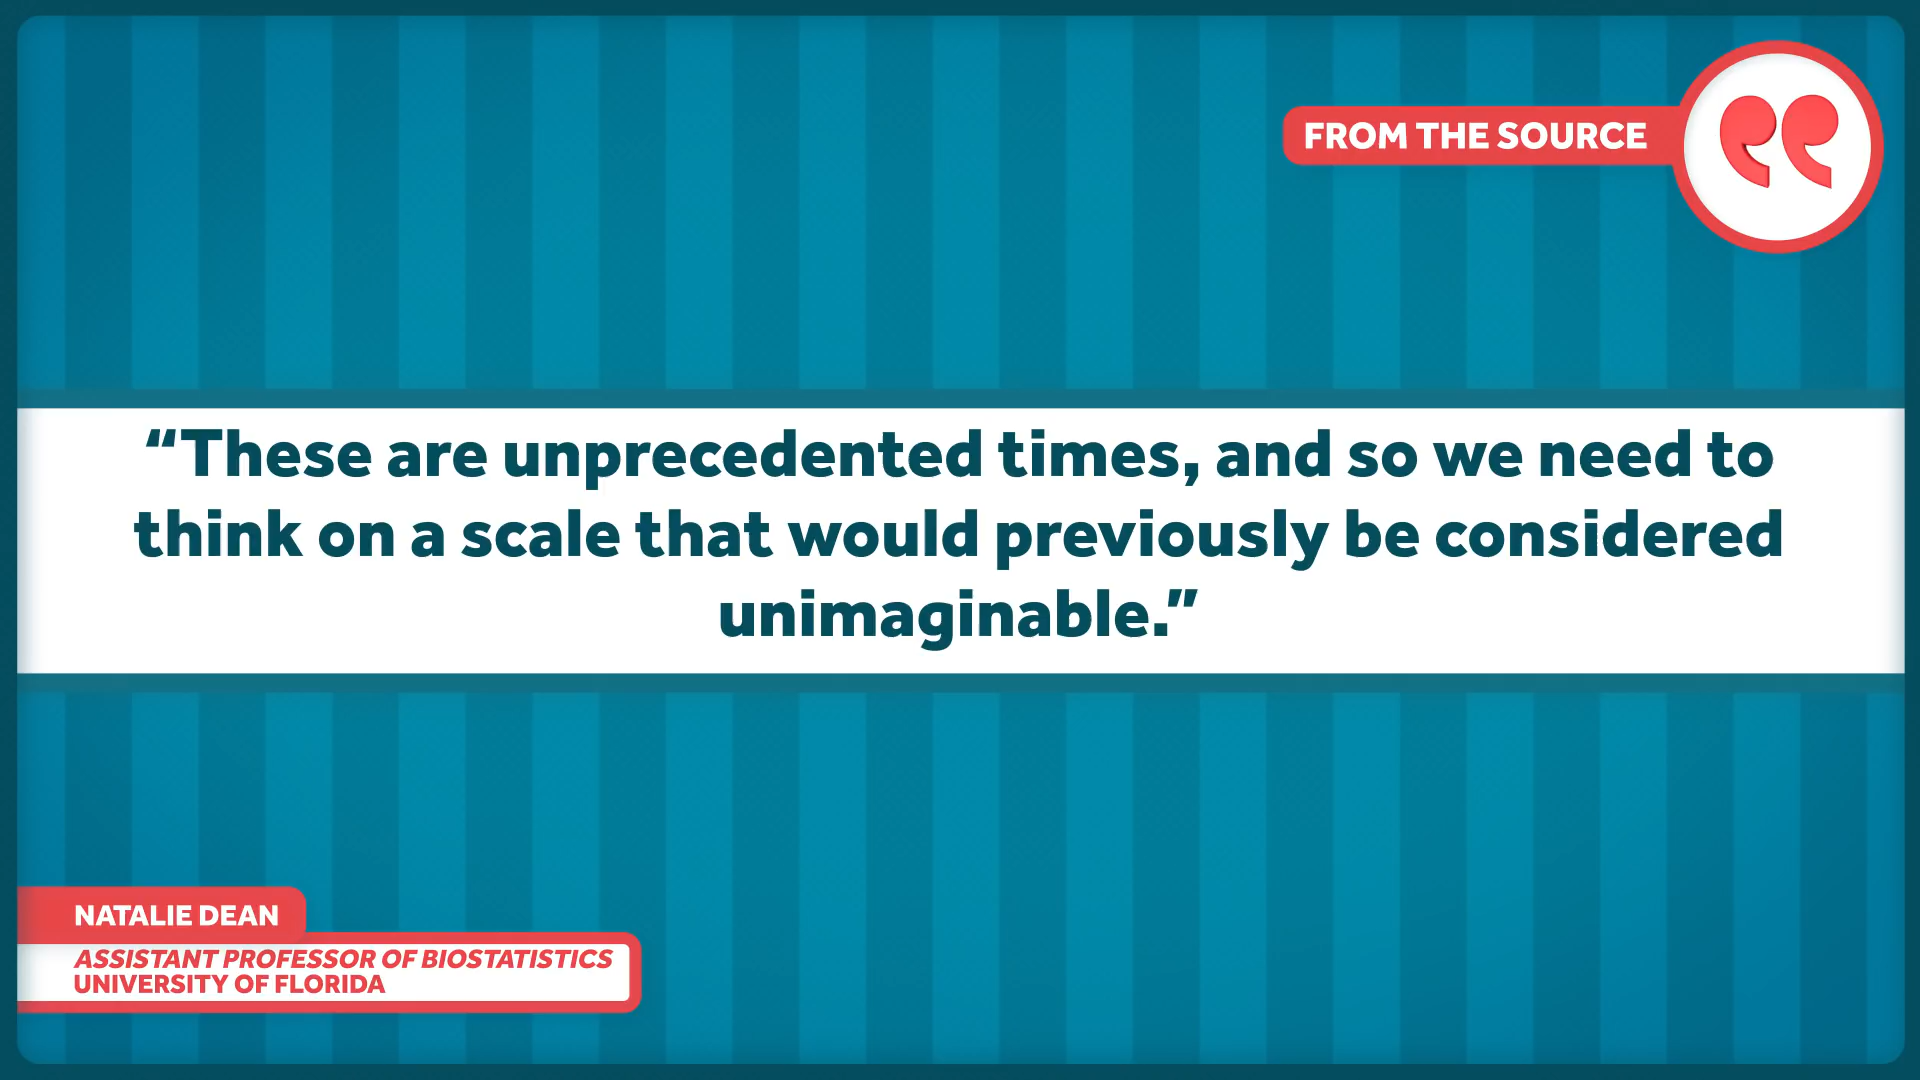 FROM THE SOURCE
“These are unprecedented times, and so we need to
think on a scale that would previously be considered
unimaginable.”
NATALIE DEAN
ASSISTANT PROFESSOR OF BIOSTATISTICS
UNIVERSITY OF FLORIDA